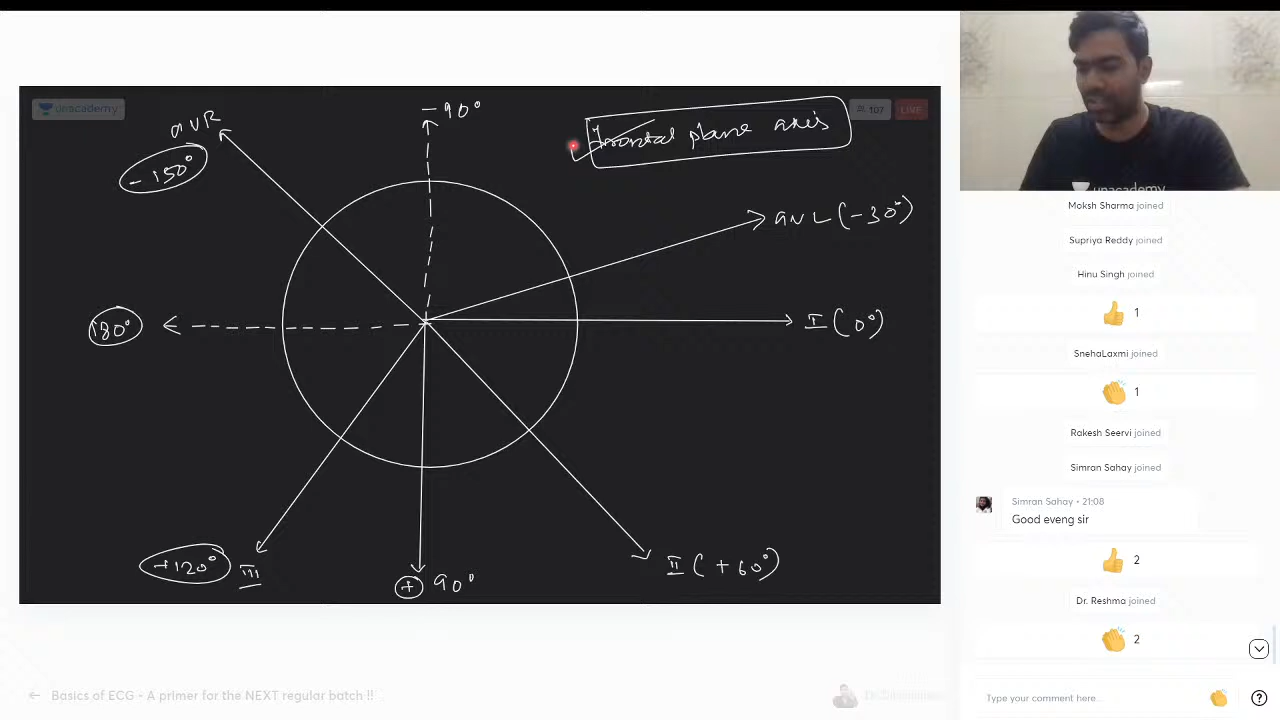 unacademy
107
LIVE
-90°
aVR
-150°
Frontal plane axis
aVL (-30°)
180°
I (0°)
+120°
III
+ 90°
II (+60°)
unacademy
Moksh Sharma joined
Supriya Reddy joined
Hinu Singh joined
1
SnehaLaxmi joined
1
Rakesh Seervi joined
Simran Sahay joined
Simran Sahay • 21:08
Good eveng sir
2
Dr. Reshma joined
2
← Basics of ECG - A primer for the NEXT regular batch !!
Type your comment here...
?